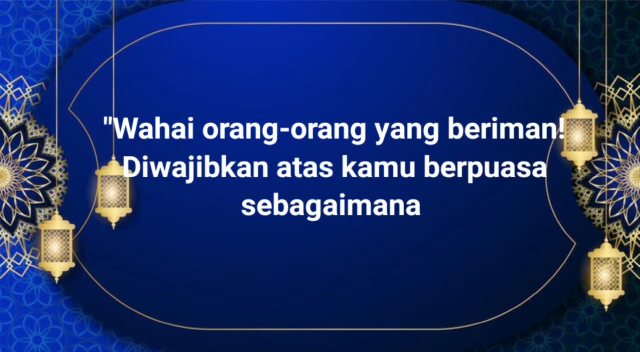 "Wahai orang-orang yang beriman!
Diwajibkan atas kamu berpuasa
sebagaimana